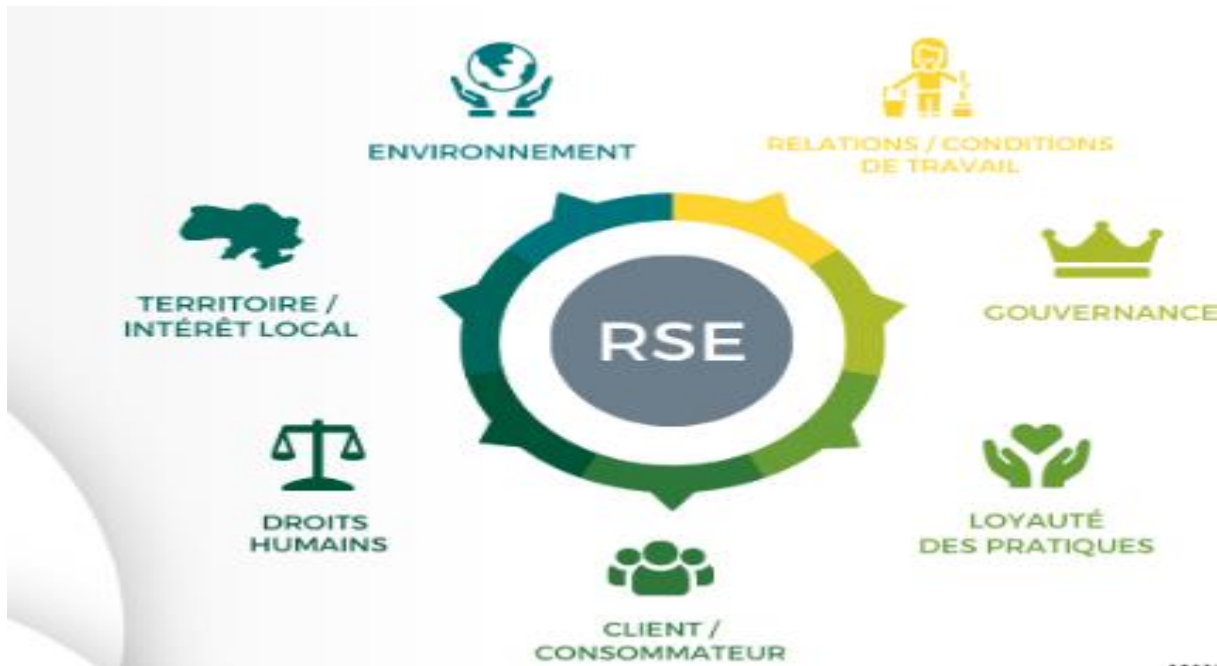 ENVIRONNEMENT
RELATIONS / CONDITIONS
DE TRAVAIL
TERRITOIRE /
INTÉRÊT LOCAL
RSE
GOUVERNANCE
DROITS
HUMAINS
LOYAUTÉ
DES PRATIQUES
CLIENT /
CONSOMMATEUR